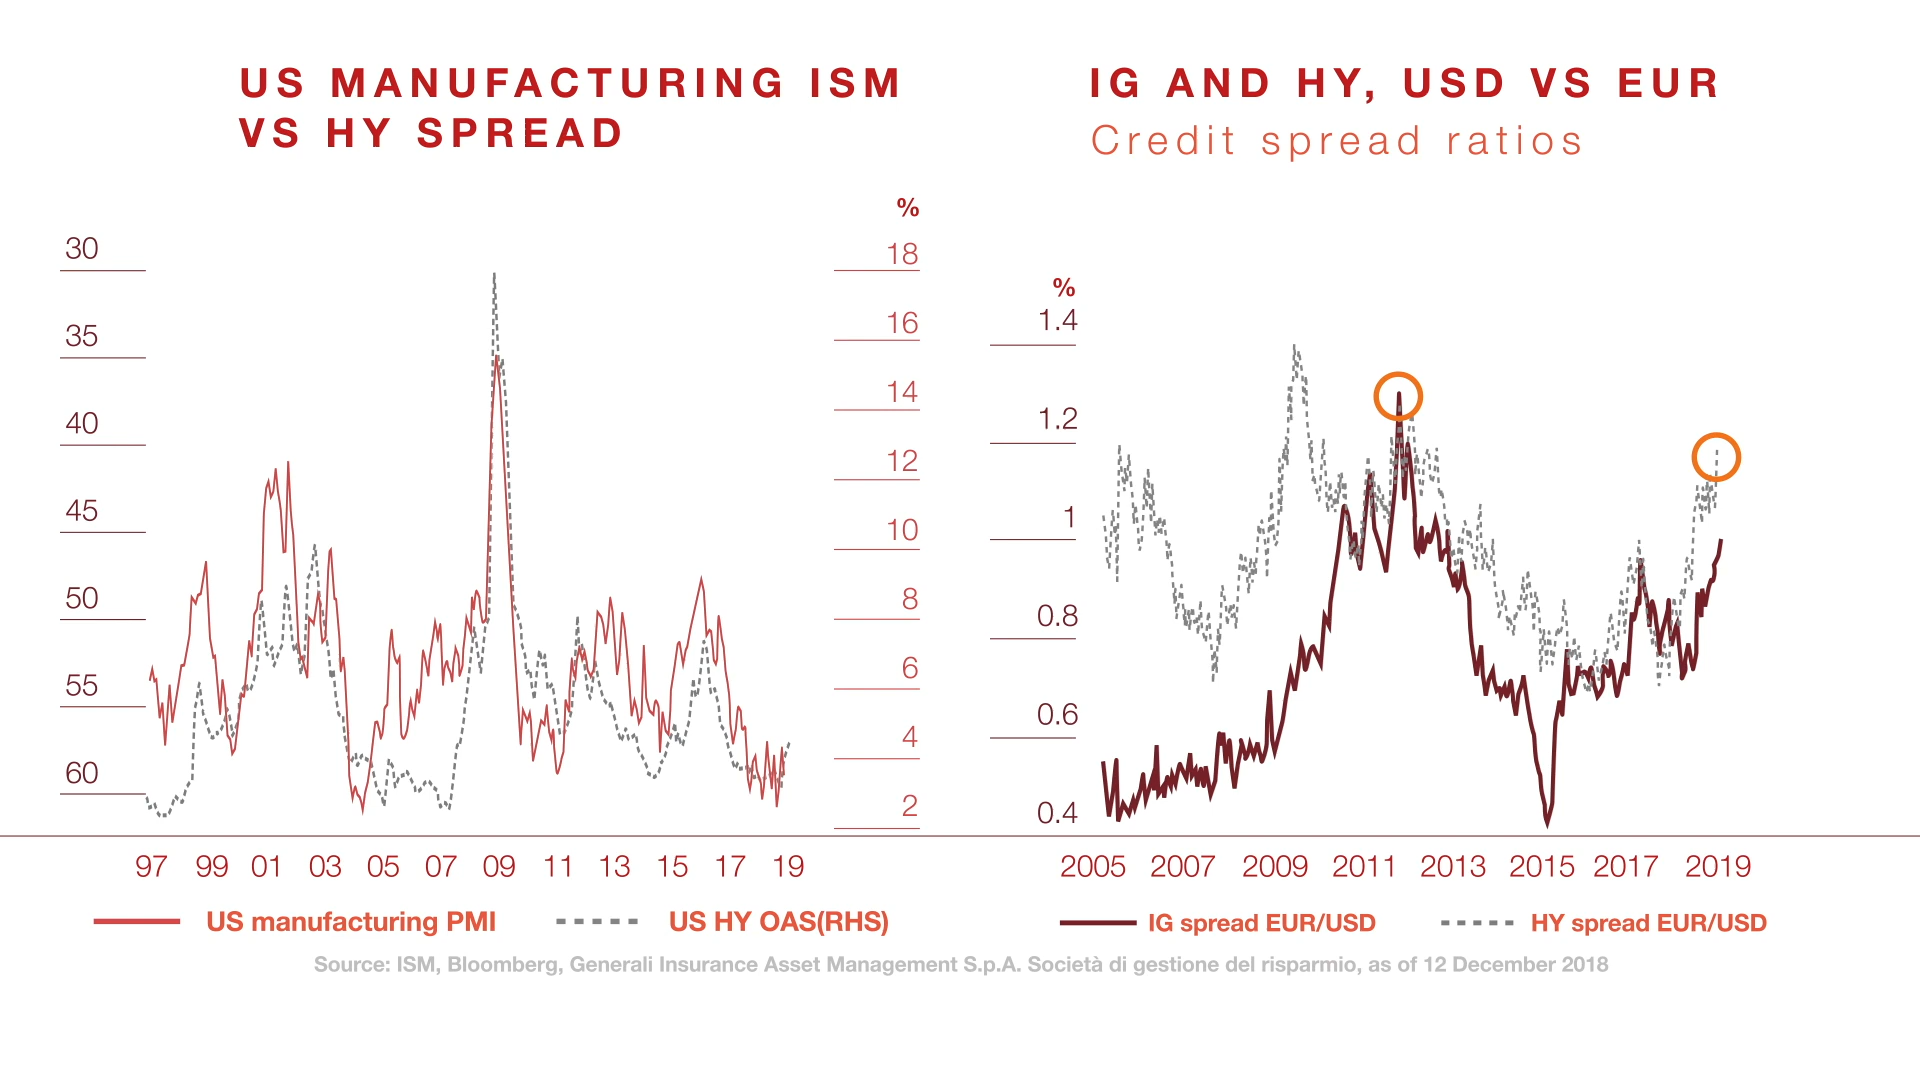 US MANUFACTURING ISM
VS HY SPREAD
IG AND HY, USD VS EUR
Credit spread ratios
%
30
35
40
45
50
55
60
18
16
14
12
10
8
6
4
2
%
1.4
1.2
1
0.8
0.6
0.4
97 99 01 03 05 07 09 11 13 15 17 19
2005 2007 2009 2011 2013 2015 2017 2019
US manufacturing PMI US HY OAS(RHS)
IG spread EUR/USD HY spread EUR/USD
Source: ISM, Bloomberg, Generali Insurance Asset Management S.p.A. Società di gestione del risparmio, as of 12 December 2018